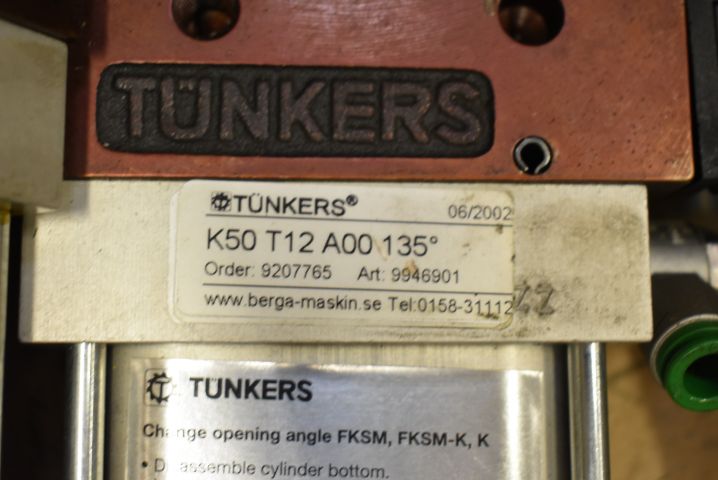 TÜNKERS
TÜNKERS®
06/2002
K50 T12 A00 135°
Order: 9207765 Art: 9946901
www.berga-maskin.se Tel:0158-31112
TÜNKERS
Change opening angle FKSM, FKSM-K, K
• Disassemble cylinder bottom.